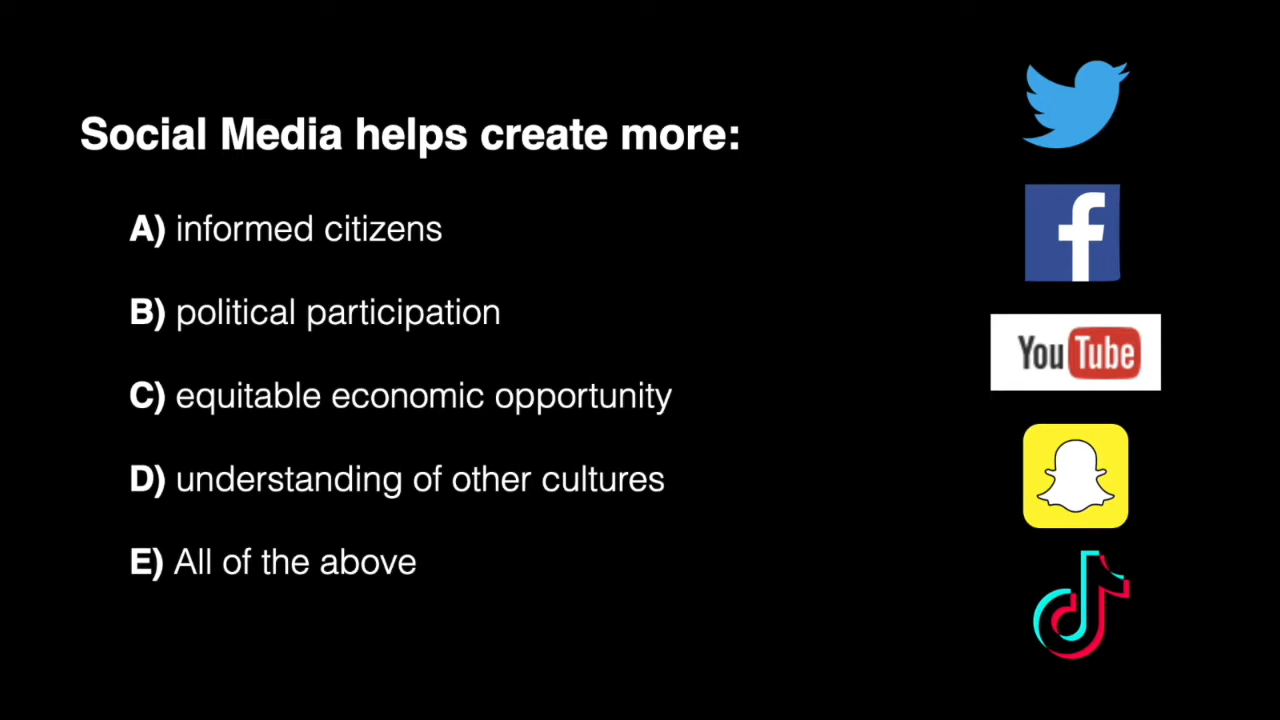 Social Media helps create more:
A) informed citizens
B) political participation
C) equitable economic opportunity
D) understanding of other cultures
E) All of the above
f
YouTube